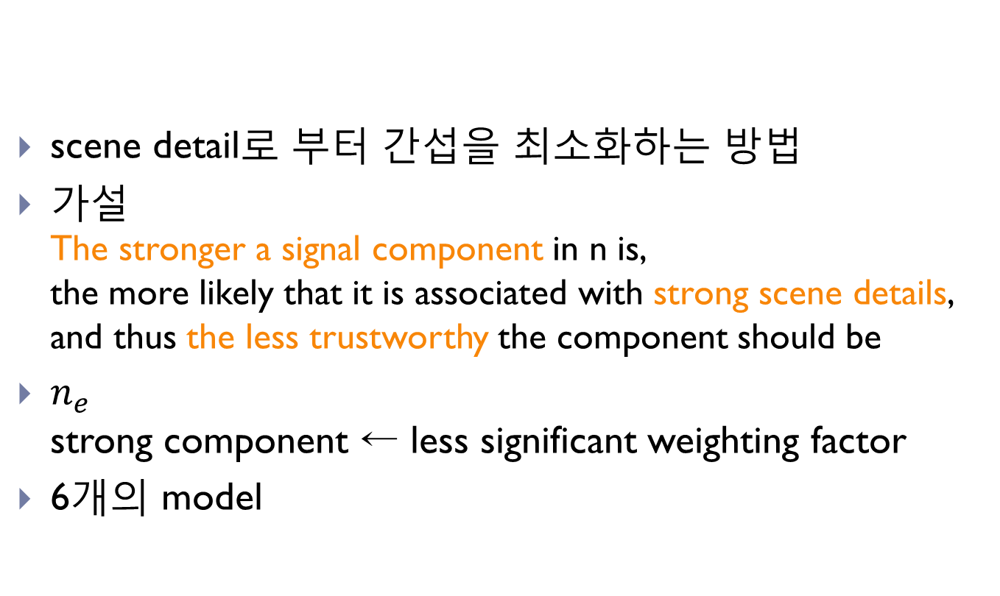 scene detail로 부터 간섭을 최소화하는 방법
가설
The stronger a signal component in n is,
the more likely that it is associated with strong scene details,
and thus the less trustworthy the component should be
nₑ
strong component ← less significant weighting factor
6개의 model